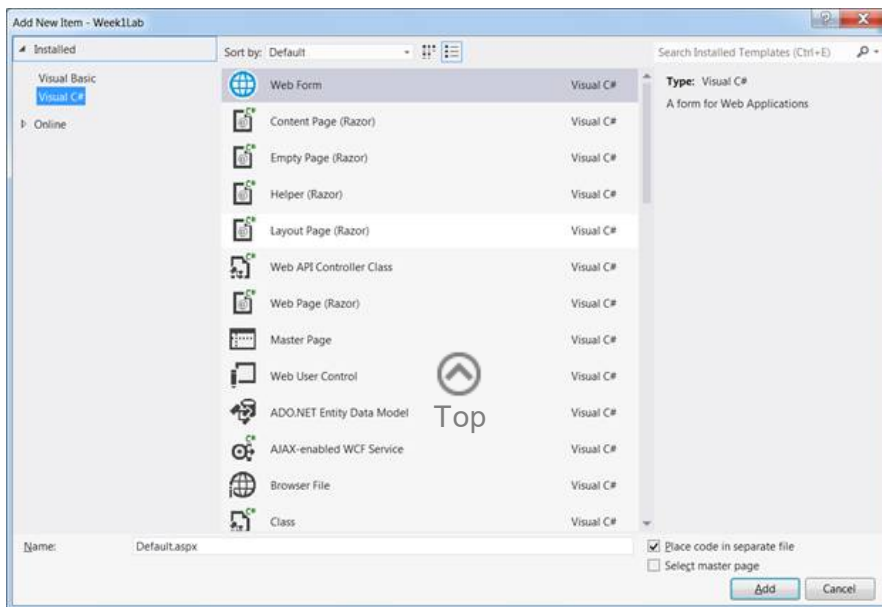 Add New Item - Week1Lab
Installed
Visual Basic
Visual C#
Online
Sort by: Default
Search Installed Templates (Ctrl+E)
Web Form Visual C#
Content Page (Razor) Visual C#
Empty Page (Razor) Visual C#
Helper (Razor) Visual C#
Layout Page (Razor) Visual C#
Web API Controller Class Visual C#
Web Page (Razor) Visual C#
Master Page Visual C#
Web User Control Visual C#
ADO.NET Entity Data Model Visual C#
AJAX-enabled WCF Service Visual C#
Browser File Visual C#
Class Visual C#
Top
Type: Visual C#
A form for Web Applications
Name: Default.aspx
Place code in separate file
Select master page
Add Cancel